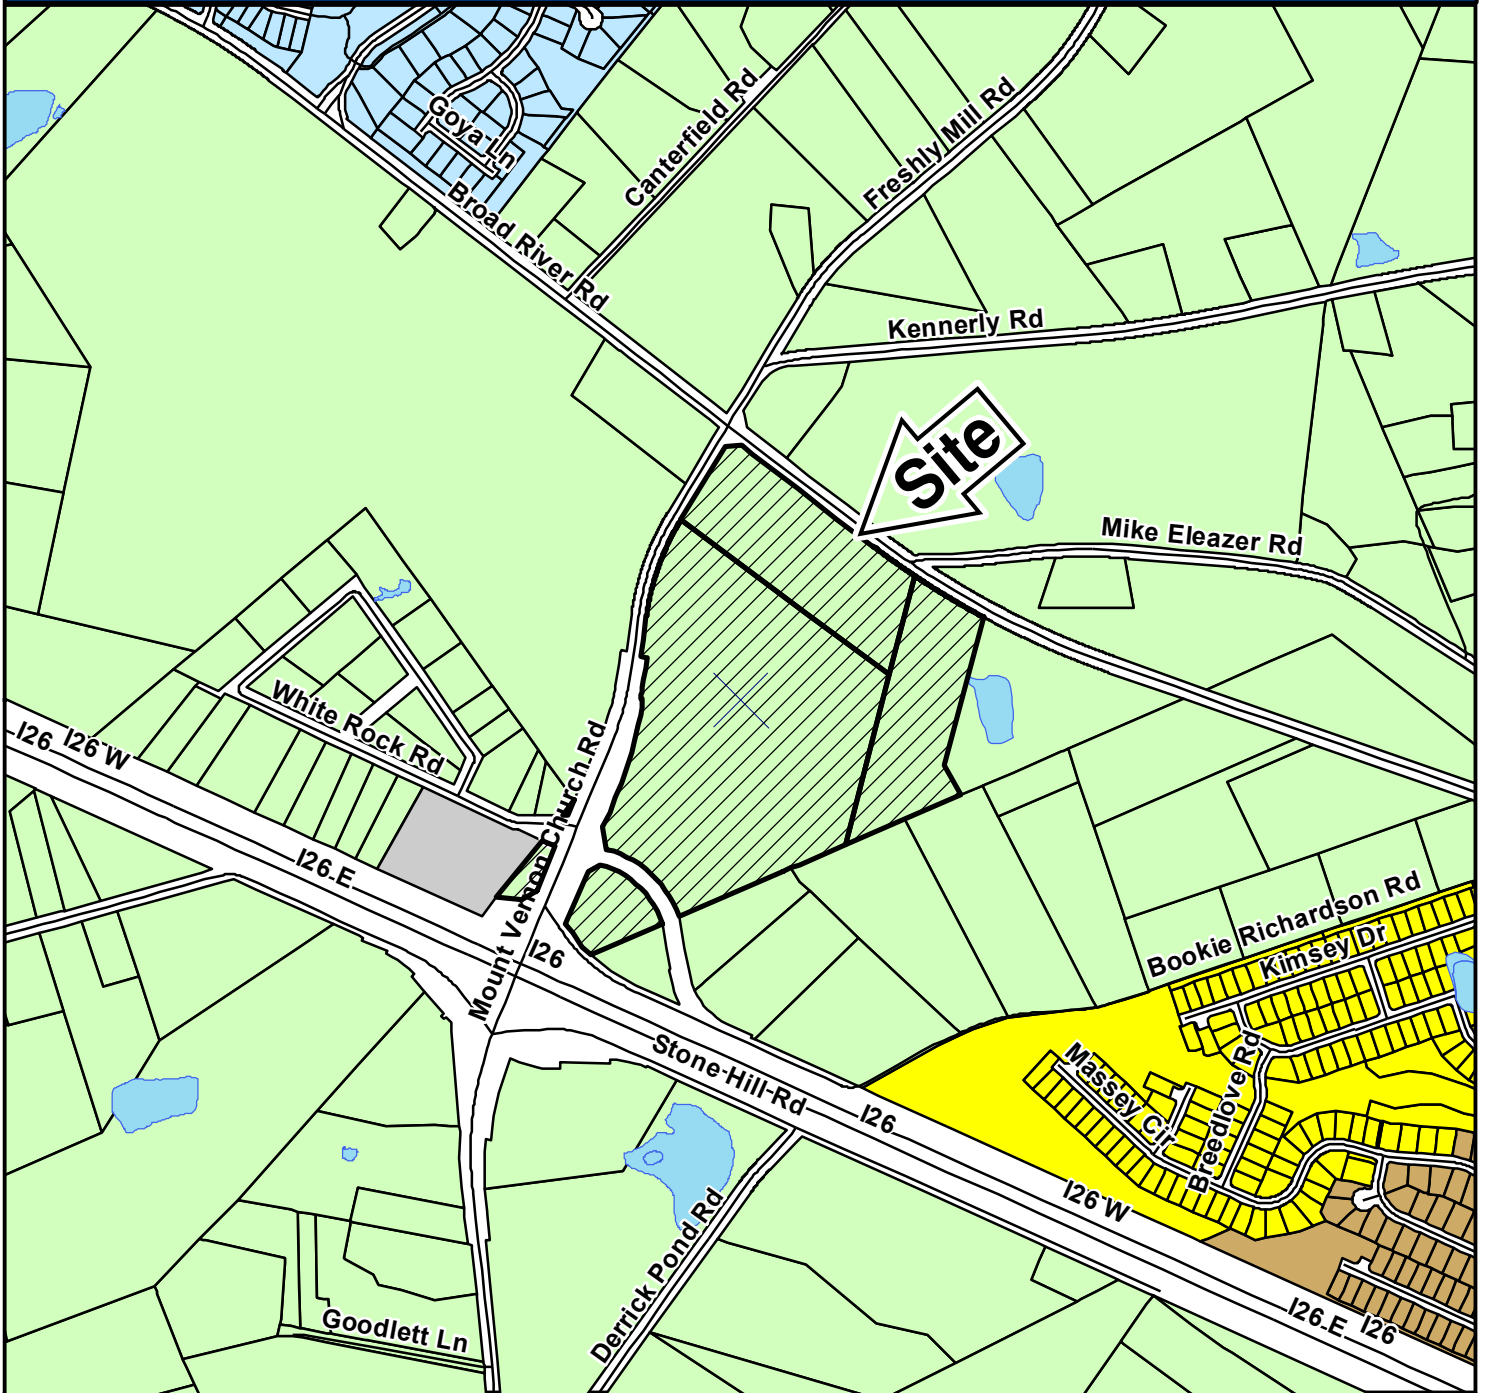 Goya Ln
Canterfield Rd
Freshly Mill Rd
Broad River Rd
Kennerly Rd
Site
Mike Eleazer Rd
White Rock Rd
I26
I26 W
Mount Vernon Church Rd
I26 E
Bookie Richardson Rd
Kimsey Dr
I26
Stone Hill Rd
Massey Cir
Breedlove Rd
I26
I26 W
Derrick Pond Rd
Goodlett Ln
I26 E
I26